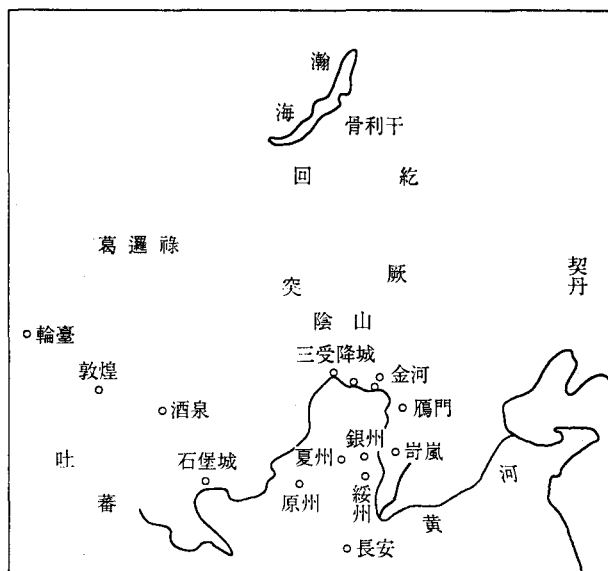 瀚海
骨利干
回紇
葛邏祿
突厥
契丹
陰山
輪臺
三受降城
金河
敦煌
酒泉
鴈門
銀州
夏州
岢嵐
吐蕃
石堡城
原州
綏州
黄河
長安